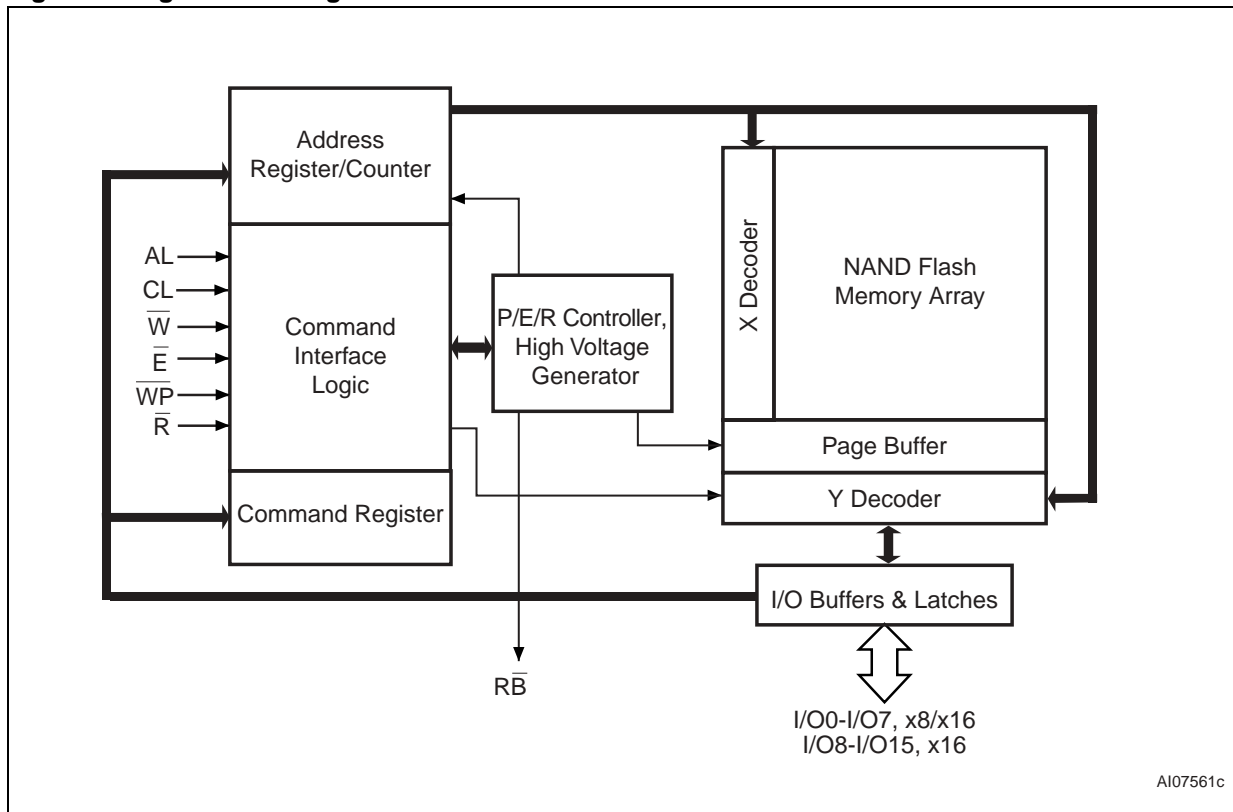 Address
Register/Counter
AL
CL
W̅
E̅
W̅P̅
R̅
Command
Interface
Logic
Command Register
P/E/R Controller,
High Voltage
Generator
RB̅
X Decoder
NAND Flash
Memory Array
Page Buffer
Y Decoder
I/O Buffers & Latches
I/O0-I/O7, x8/x16
I/O8-I/O15, x16
AI07561c